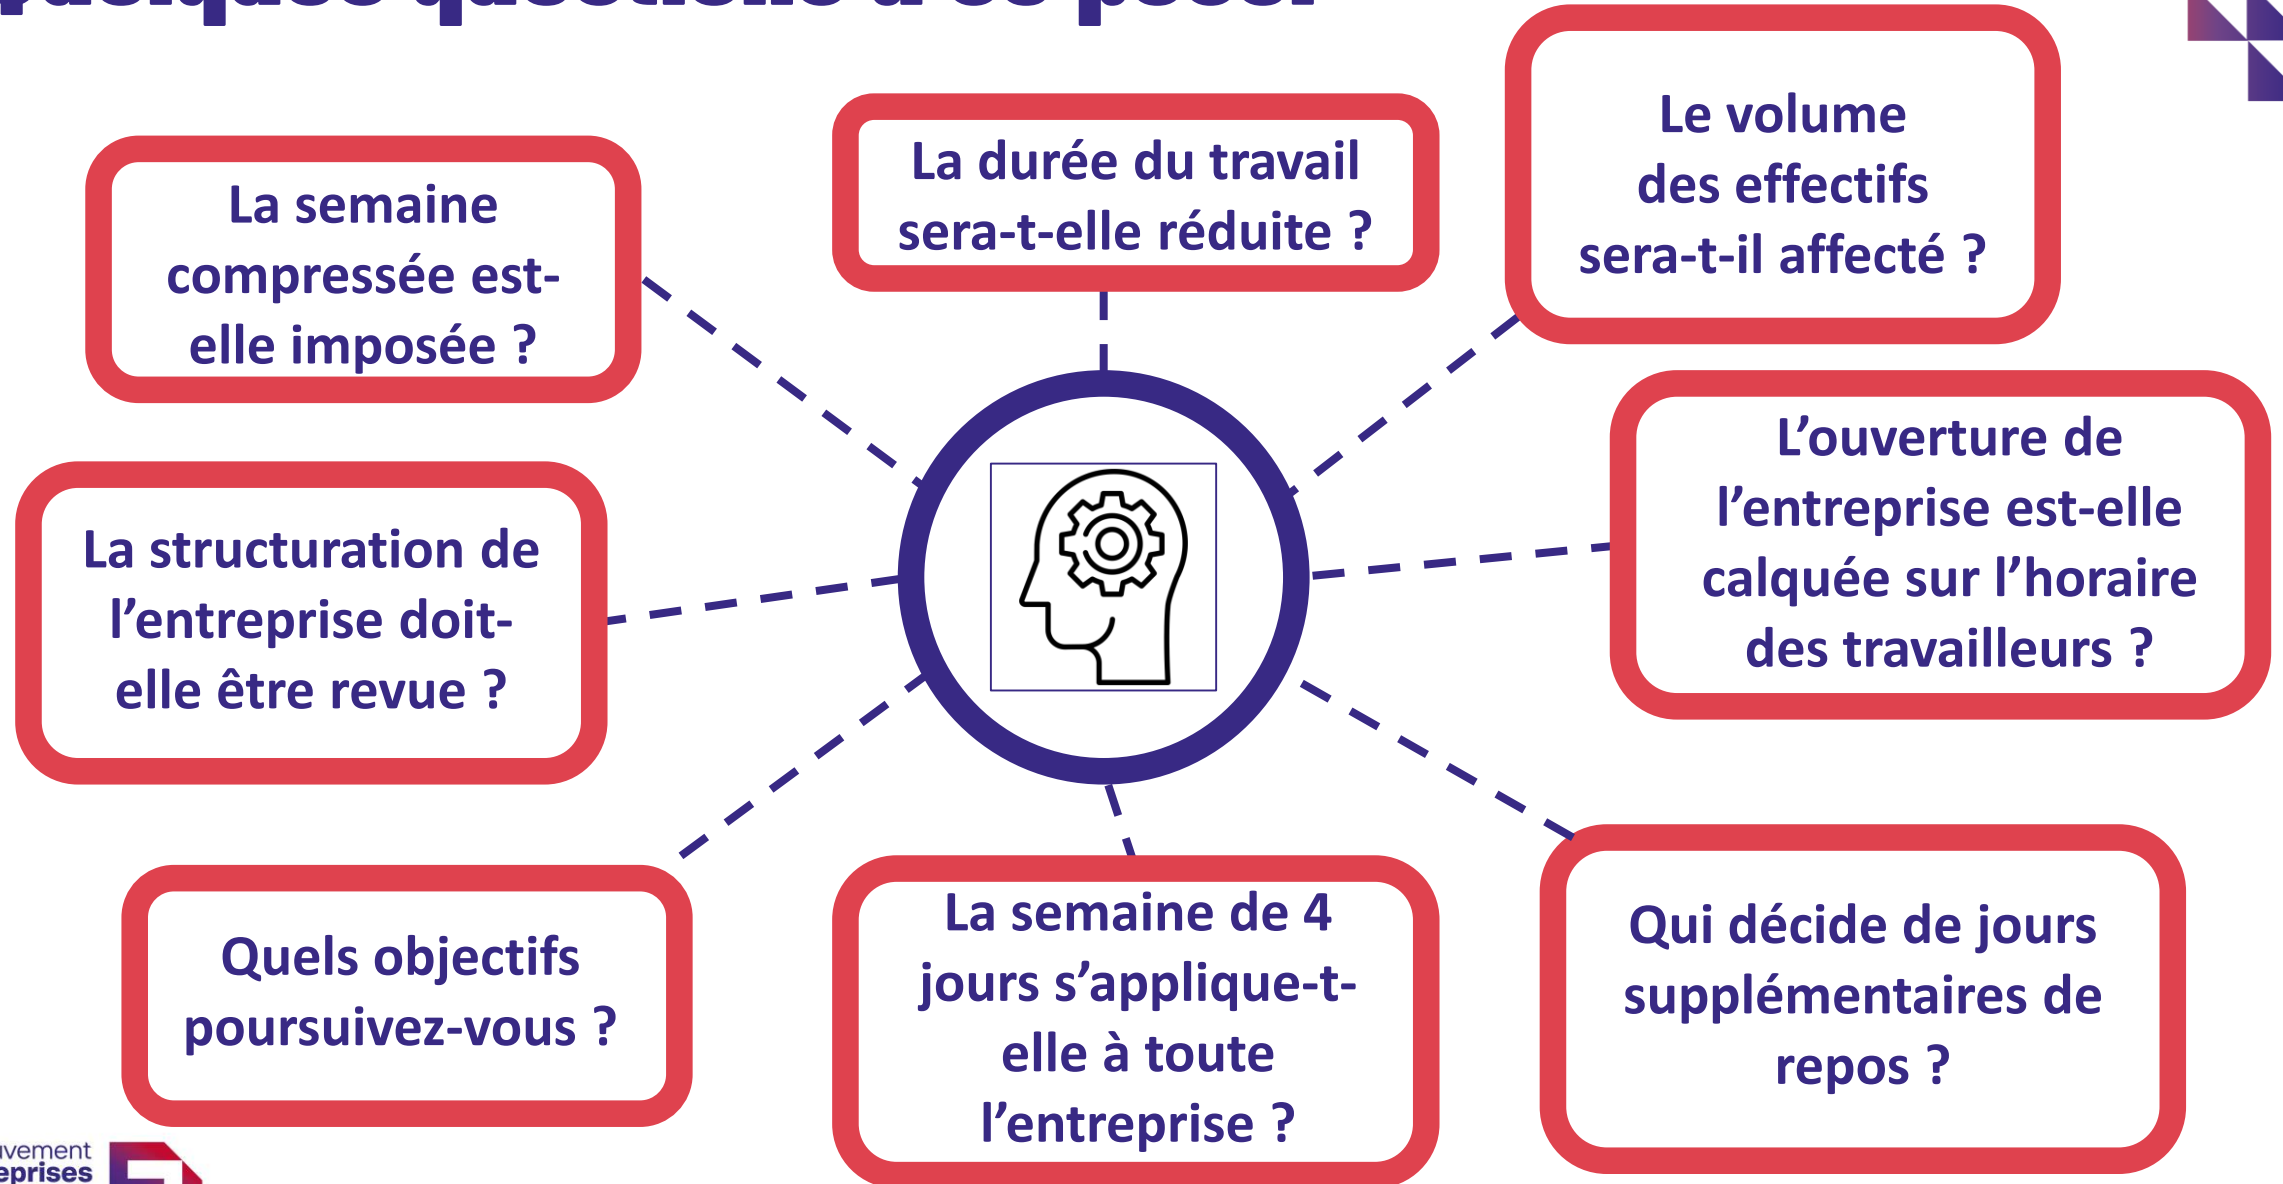 La semaine
compressée est-
elle imposée ?
La durée du travail
sera-t-elle réduite ?
Le volume
des effectifs
sera-t-il affecté ?
La structuration de
l’entreprise doit-
elle être revue ?
L’ouverture de
l’entreprise est-elle
calquée sur l’horaire
des travailleurs ?
Quels objectifs
poursuivez-vous ?
La semaine de 4
jours s’applique-t-
elle à toute
l’entreprise ?
Qui décide de jours
supplémentaires de
repos ?